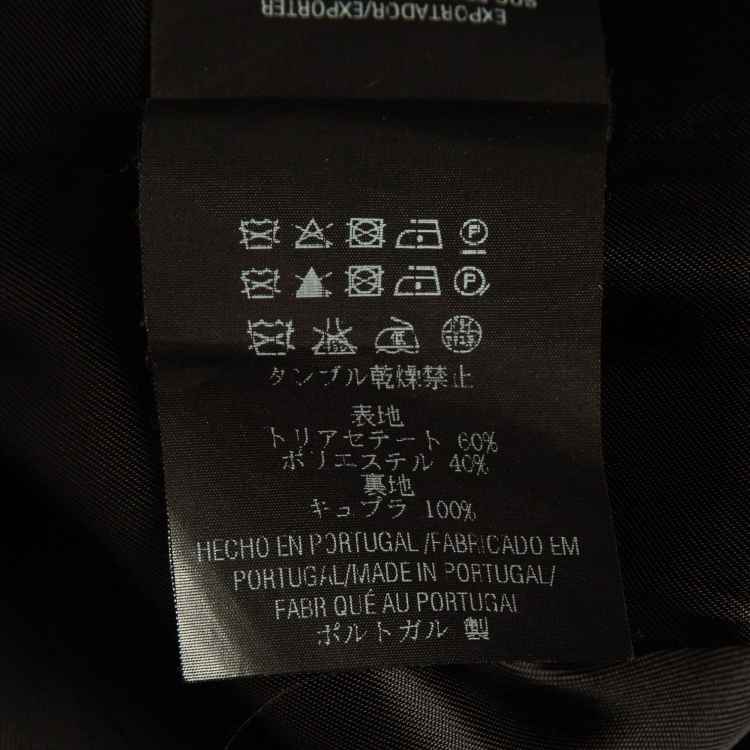 EXPORTADOR/EXPORTER
P
P
低
タンブル乾燥禁止
表地
トリアセテート 60%
ポリエステル 40%
裏地
キュプラ 100%
HECHO EN PORTUGAL /FABRICADO EM
PORTUGAL/MADE IN PORTUGAL/
FABRIQUÉ AU PORTUGAL
ポルトガル 製